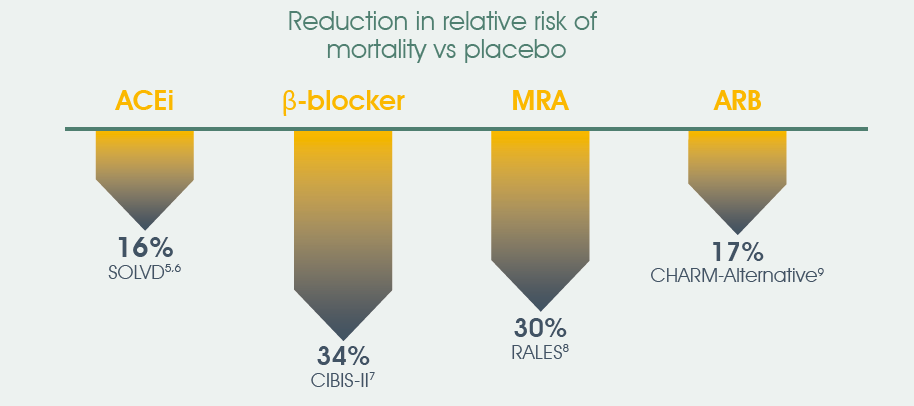 Reduction in relative risk of
mortality vs placebo
ACEi
β-blocker
MRA
ARB
16%
SOLVD⁵,⁶
34%
CIBIS-II⁷
30%
RALES⁸
17%
CHARM-Alternative⁹